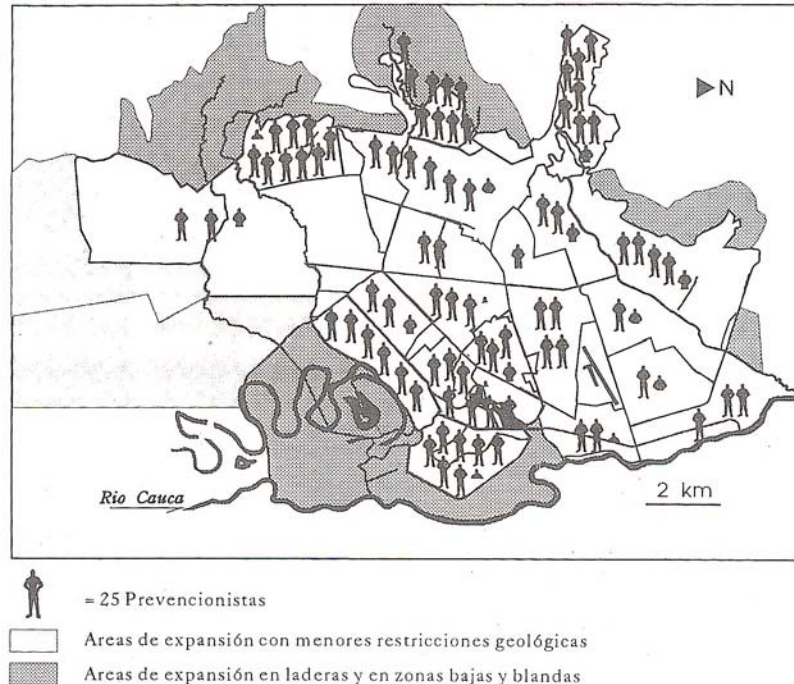 N
Río Cauca
2 km
= 25 Prevencionistas
Areas de expansión con menores restricciones geológicas
Areas de expansión en laderas y en zonas bajas y blandas